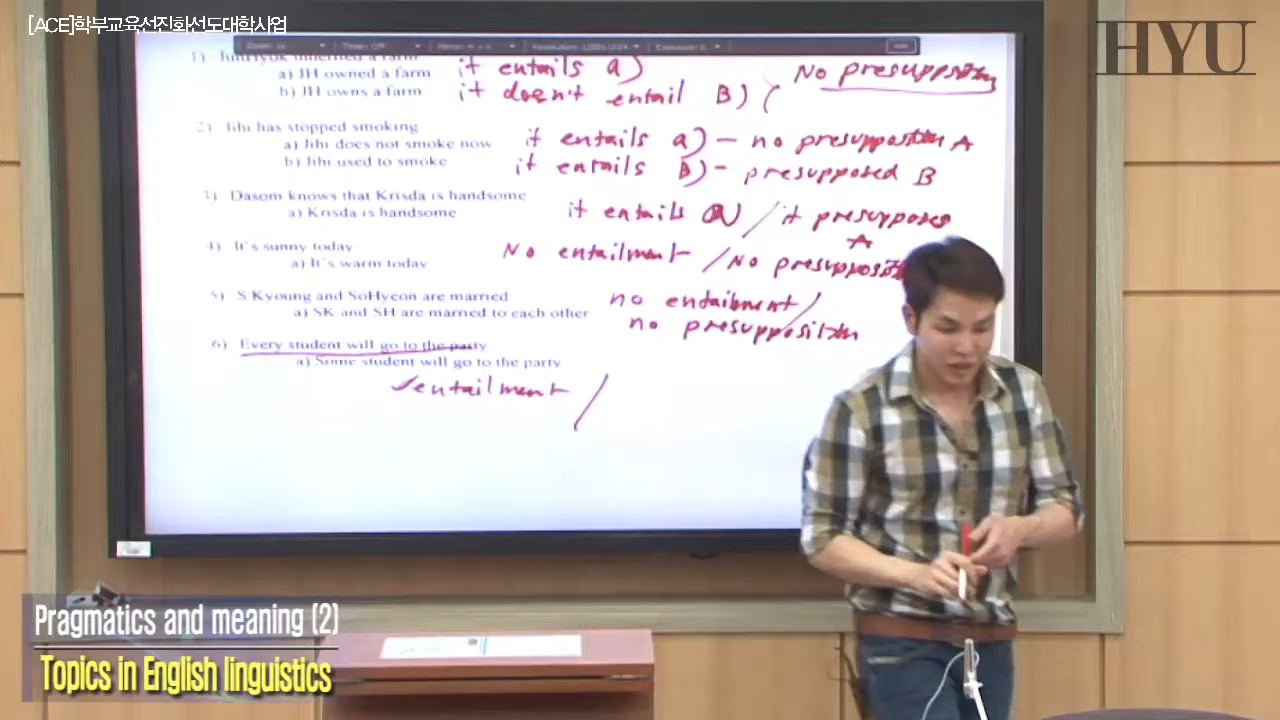 [ACE]학부교육선진화선도대학사업
HYU
a) JH owned a farm it entails a) No presupposition
b) JH owns a farm it doen't entail B)
2) Jihi has stopped smoking
a) Jihi does not smoke now it entails a) - no presupposition A
b) Jihi used to smoke it entails B) - presupposed B
3) Dasom knows that Krisda is handsome
a) Krisda is handsome it entails a) / it presupposes A
4) It's sunny today
a) It's warm today No entailment / No presupposi
5) S Kyoung and SoHyeon are married no entailment /
a) SK and SH are married to each other no presupposition
6) Every student will go to the party
a) Some student will go to the party
✓entailment /
Pragmatics and meaning (2)
Topics in English linguistics